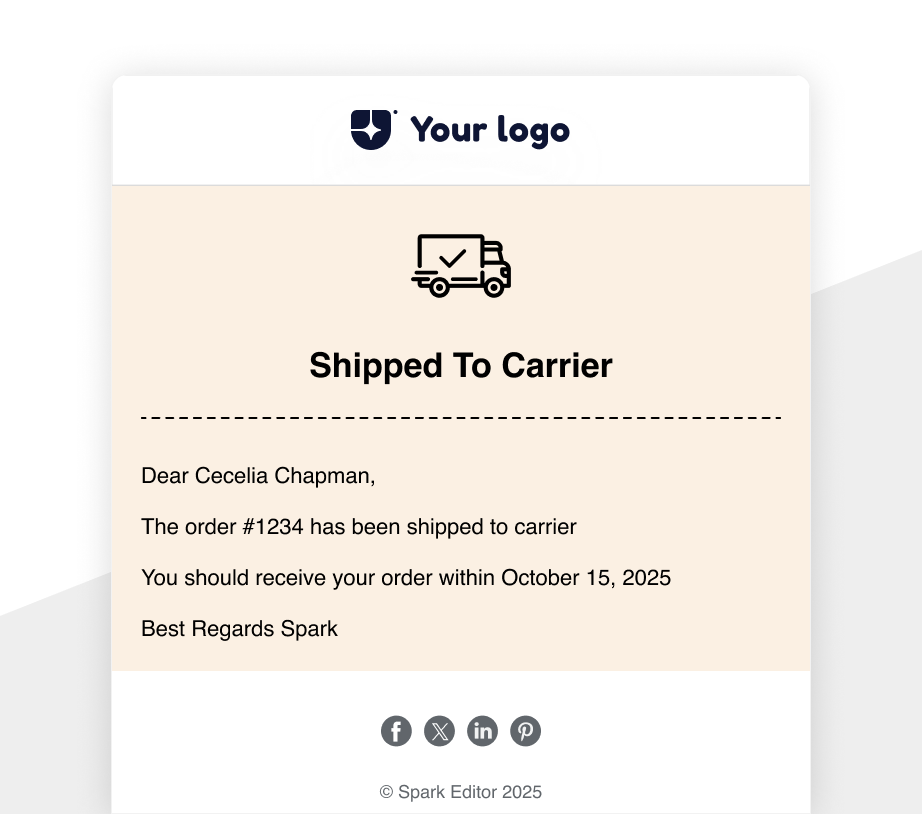 Your logo
Shipped To Carrier
Dear Cecelia Chapman,
The order #1234 has been shipped to carrier
You should receive your order within October 15, 2025
Best Regards Spark
© Spark Editor 2025